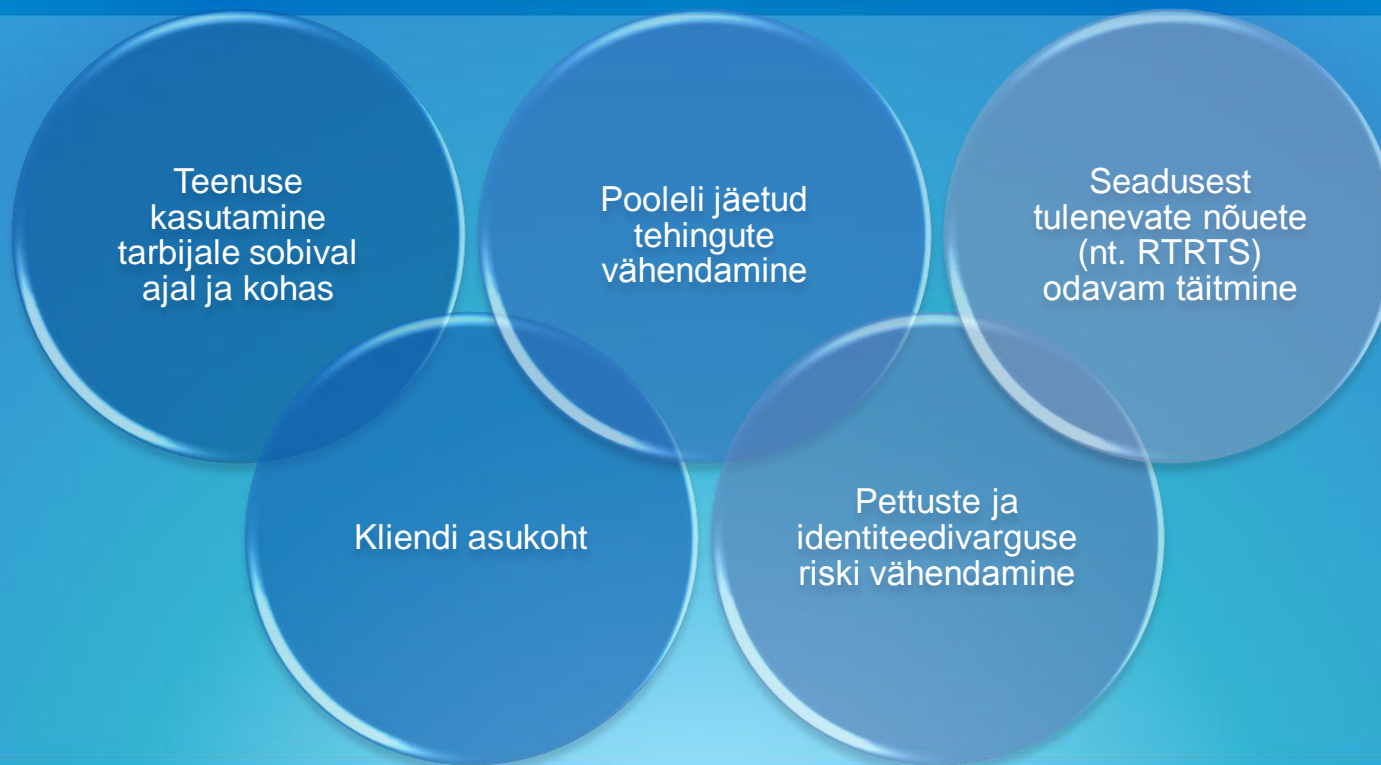 Teenuse
kasutamine
tarbijale sobival
ajal ja kohas
Pooleli jäetud
tehingute
vähendamine
Seadusest
tulenevate nõuete
(nt. RTRTS)
odavam täitmine
Kliendi asukoht
Pettuste ja
identiteedivarguse
riski vähendamine